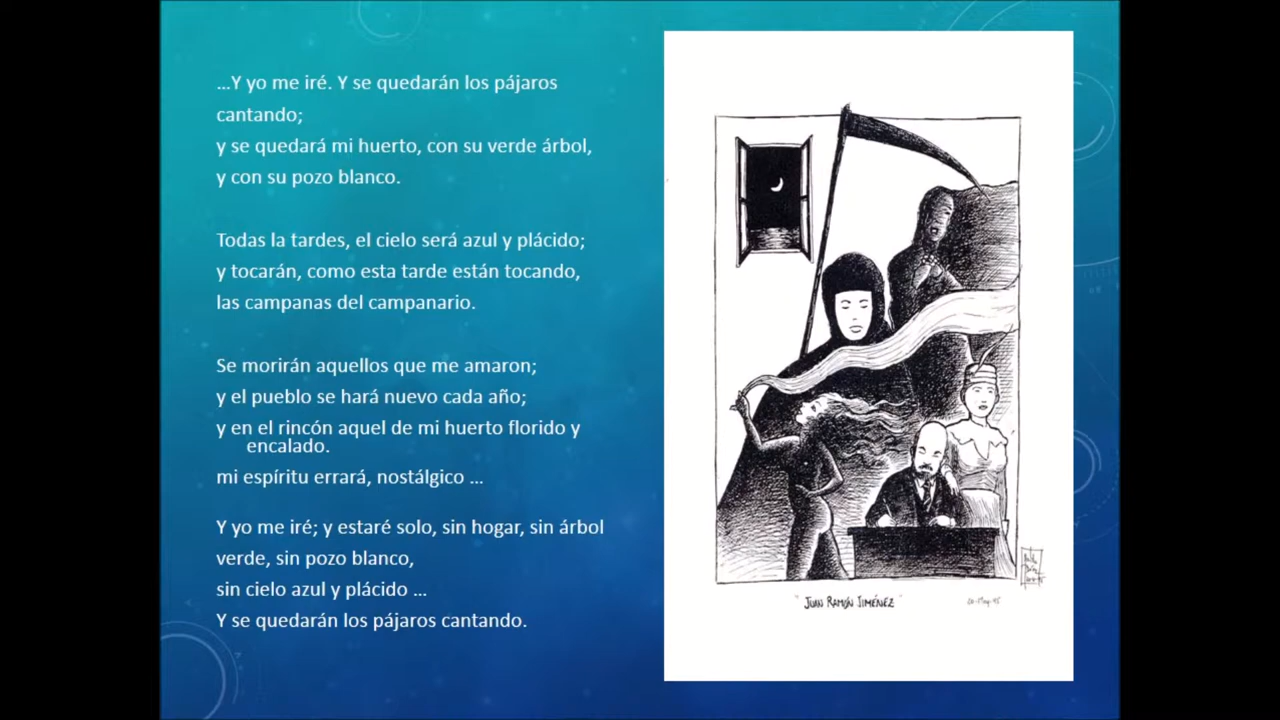 ...Y yo me iré. Y se quedarán los pájaros
cantando;
y se quedará mi huerto, con su verde árbol,
y con su pozo blanco.
Todas la tardes, el cielo será azul y plácido;
y tocarán, como esta tarde están tocando,
las campanas del campanario.
Se morirán aquellos que me amaron;
y el pueblo se hará nuevo cada año;
y en el rincón aquel de mi huerto florido y
encalado.
mi espíritu errará, nostálgico ...
Y yo me iré; y estaré solo, sin hogar, sin árbol
verde, sin pozo blanco,
sin cielo azul y plácido ...
Y se quedarán los pájaros cantando.
"JUAN RAMÓN JIMÉNEZ"